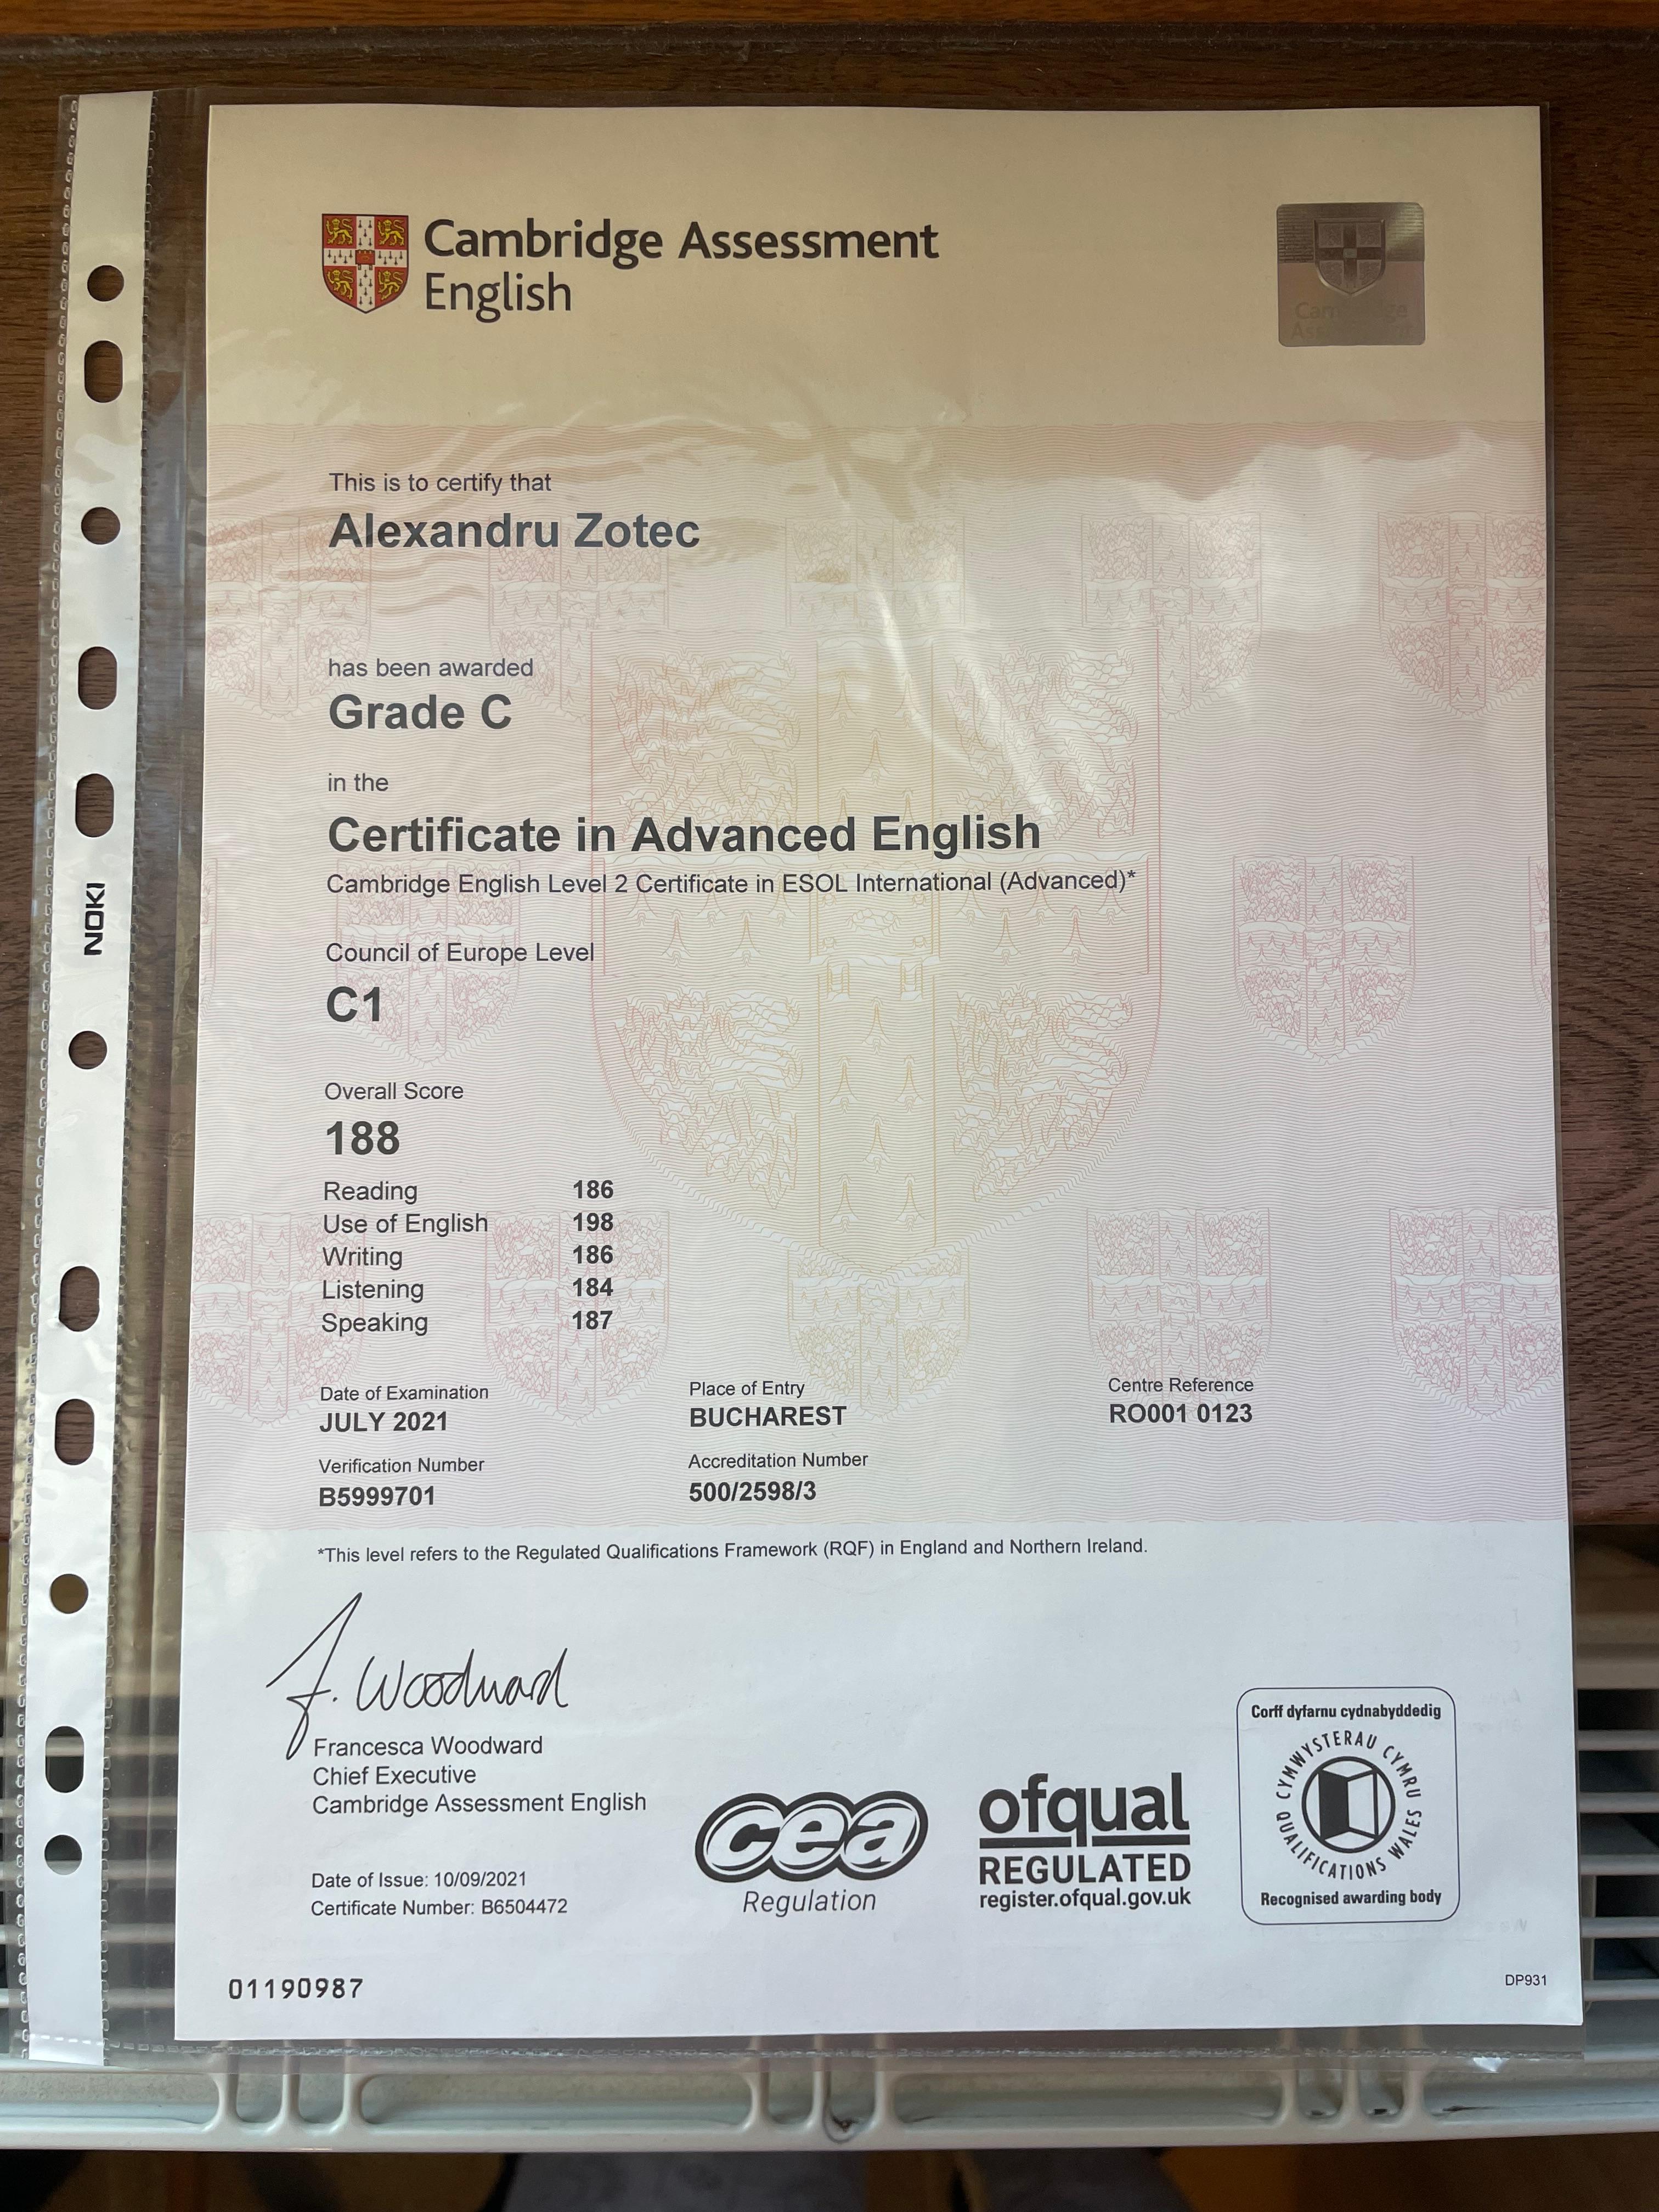 Cambridge Assessment
English
This is to certify that
Alexandru Zotec
has been awarded
Grade C
in the
Certificate in Advanced English
Cambridge English Level 2 Certificate in ESOL International (Advanced)*
Council of Europe Level
C1
Overall Score
188
Reading 186
Use of English 198
Writing 186
Listening 184
Speaking 187
Date of Examination
JULY 2021
Place of Entry
BUCHAREST
Centre Reference
RO001 0123
Verification Number
B5999701
Accreditation Number
500/2598/3
*This level refers to the Regulated Qualifications Framework (RQF) in England and Northern Ireland.
F. Woodward
Francesca Woodward
Chief Executive
Cambridge Assessment English
Date of Issue: 10/09/2021
Certificate Number: B6504472
cea
Regulation
ofqual
REGULATED
register.ofqual.gov.uk
Corff dyfarnu cydnabyddedig
CYMWYSTERAU CYMRU
QUALIFICATIONS WALES
Recognised awarding body
01190987
DP931
NOKI